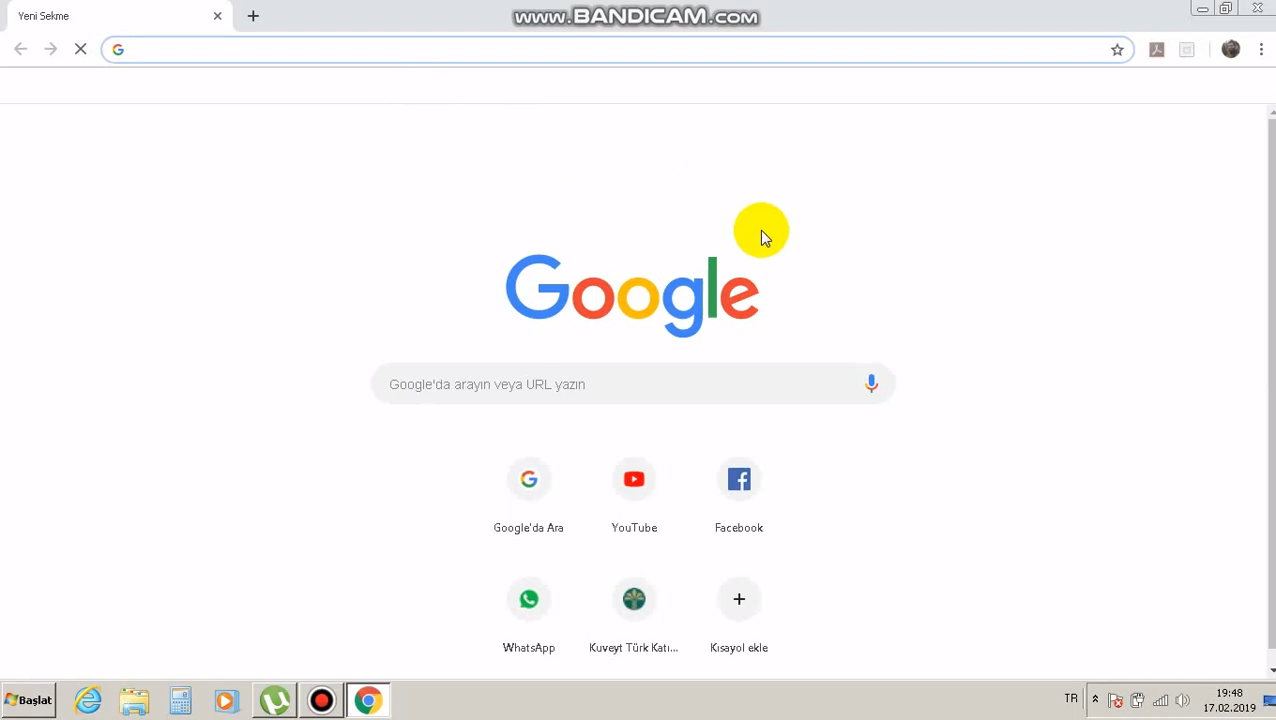 Yeni Sekme
www.BANDICAM.com
Google
Google'da arayın veya URL yazın
Google'da Ara
YouTube
Facebook
WhatsApp
Kuveyt Türk Katı...
Kısayol ekle
Başlat
TR
19:48
17.02.2019